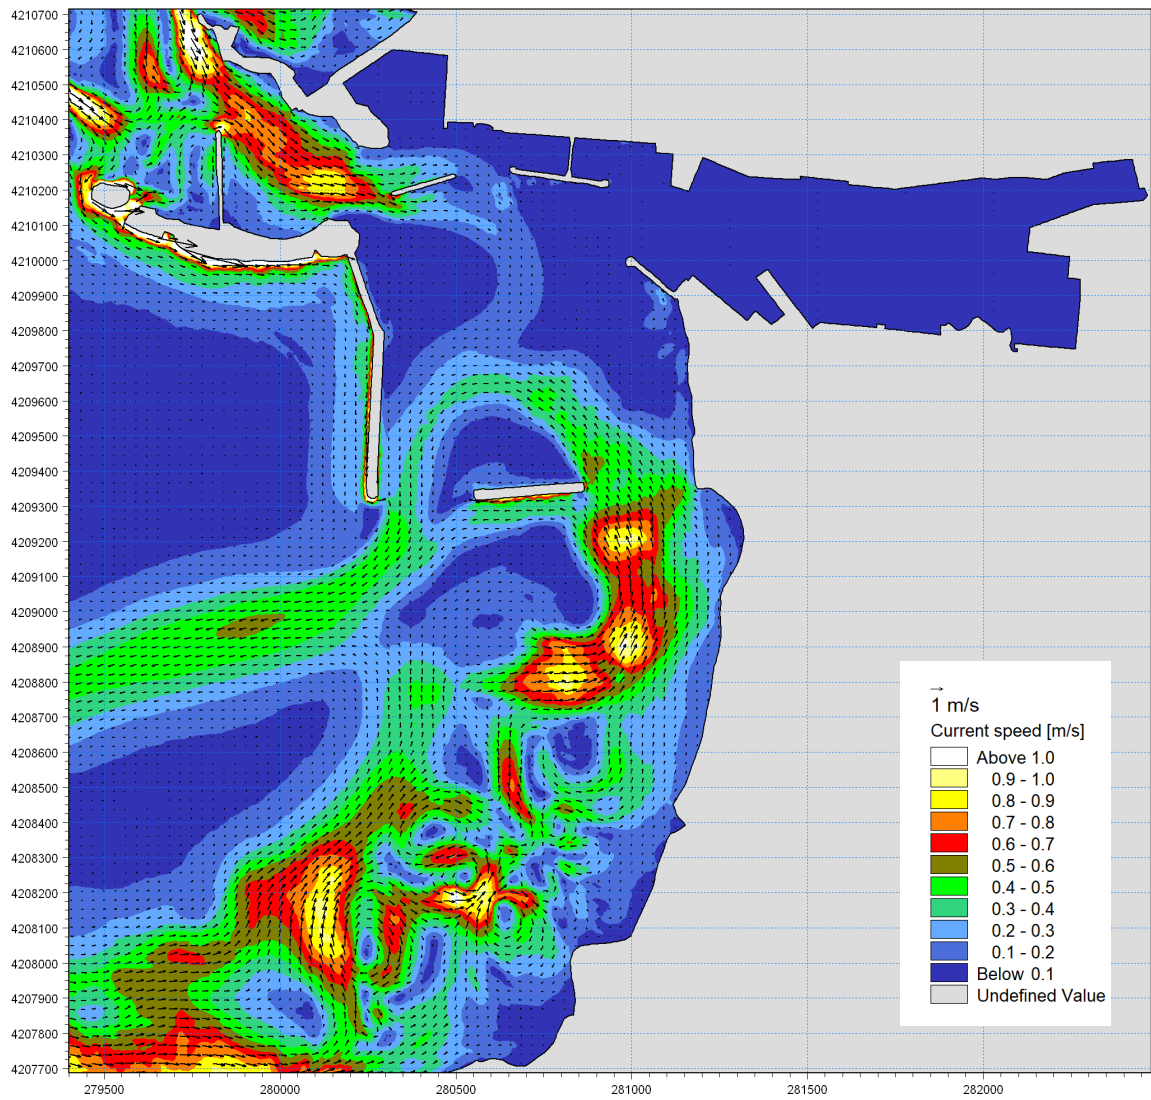 4210700
4210600
4210500
4210400
4210300
4210200
4210100
4210000
4209900
4209800
4209700
4209600
4209500
4209400
4209300
4209200
4209100
4209000
4208900
4208800
4208700
4208600
4208500
4208400
4208300
4208200
4208100
4208000
4207900
4207800
4207700
279500 280000 280500 281000 281500 282000
1 m/s
Current speed [m/s]
Above 1.0
0.9 - 1.0
0.8 - 0.9
0.7 - 0.8
0.6 - 0.7
0.5 - 0.6
0.4 - 0.5
0.3 - 0.4
0.2 - 0.3
0.1 - 0.2
Below 0.1
Undefined Value